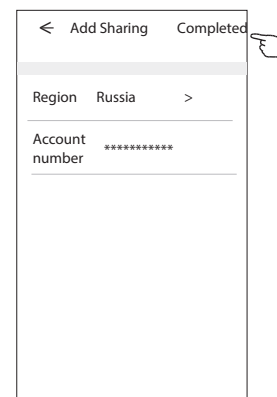 ← Add Sharing Completed
Region Russia >
Account
number ***********